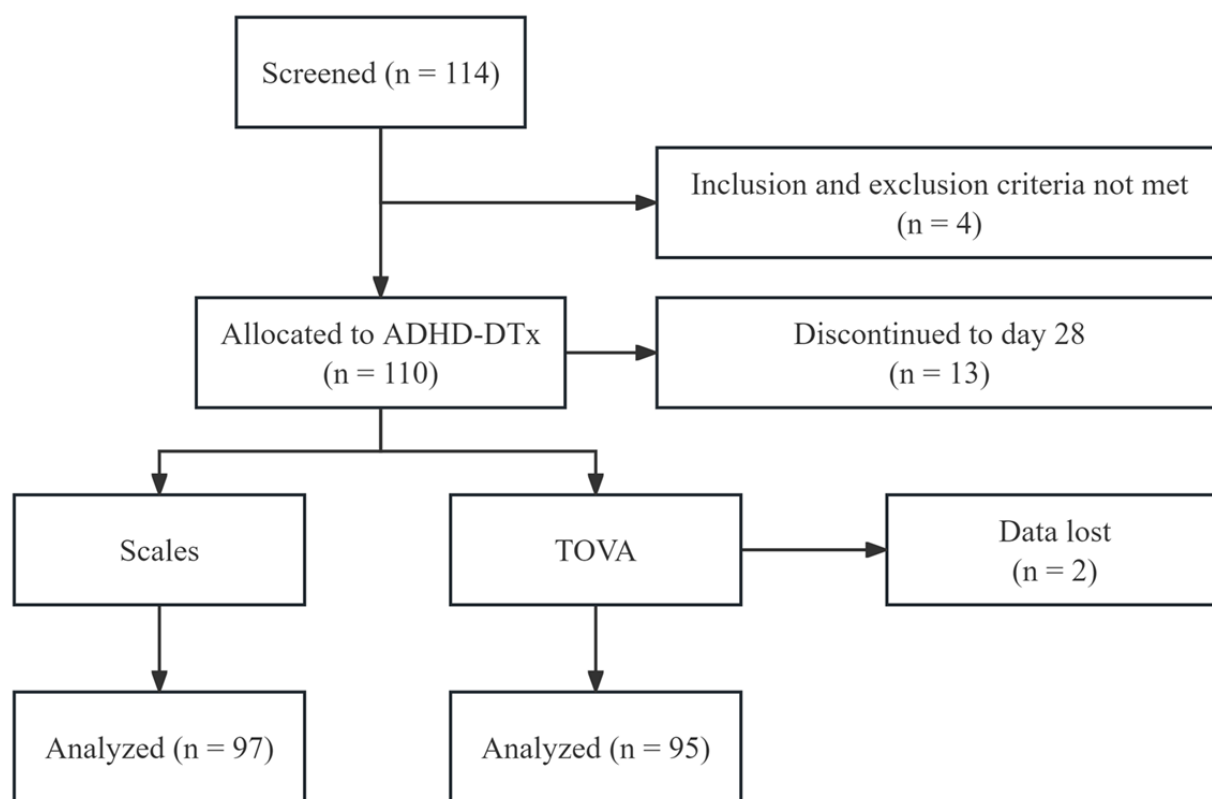 Screened (n = 114)
Inclusion and exclusion criteria not met
(n = 4)
Allocated to ADHD-DTx
(n = 110)
Discontinued to day 28
(n = 13)
Scales
TOVA
Data lost
(n = 2)
Analyzed (n = 97)
Analyzed (n = 95)